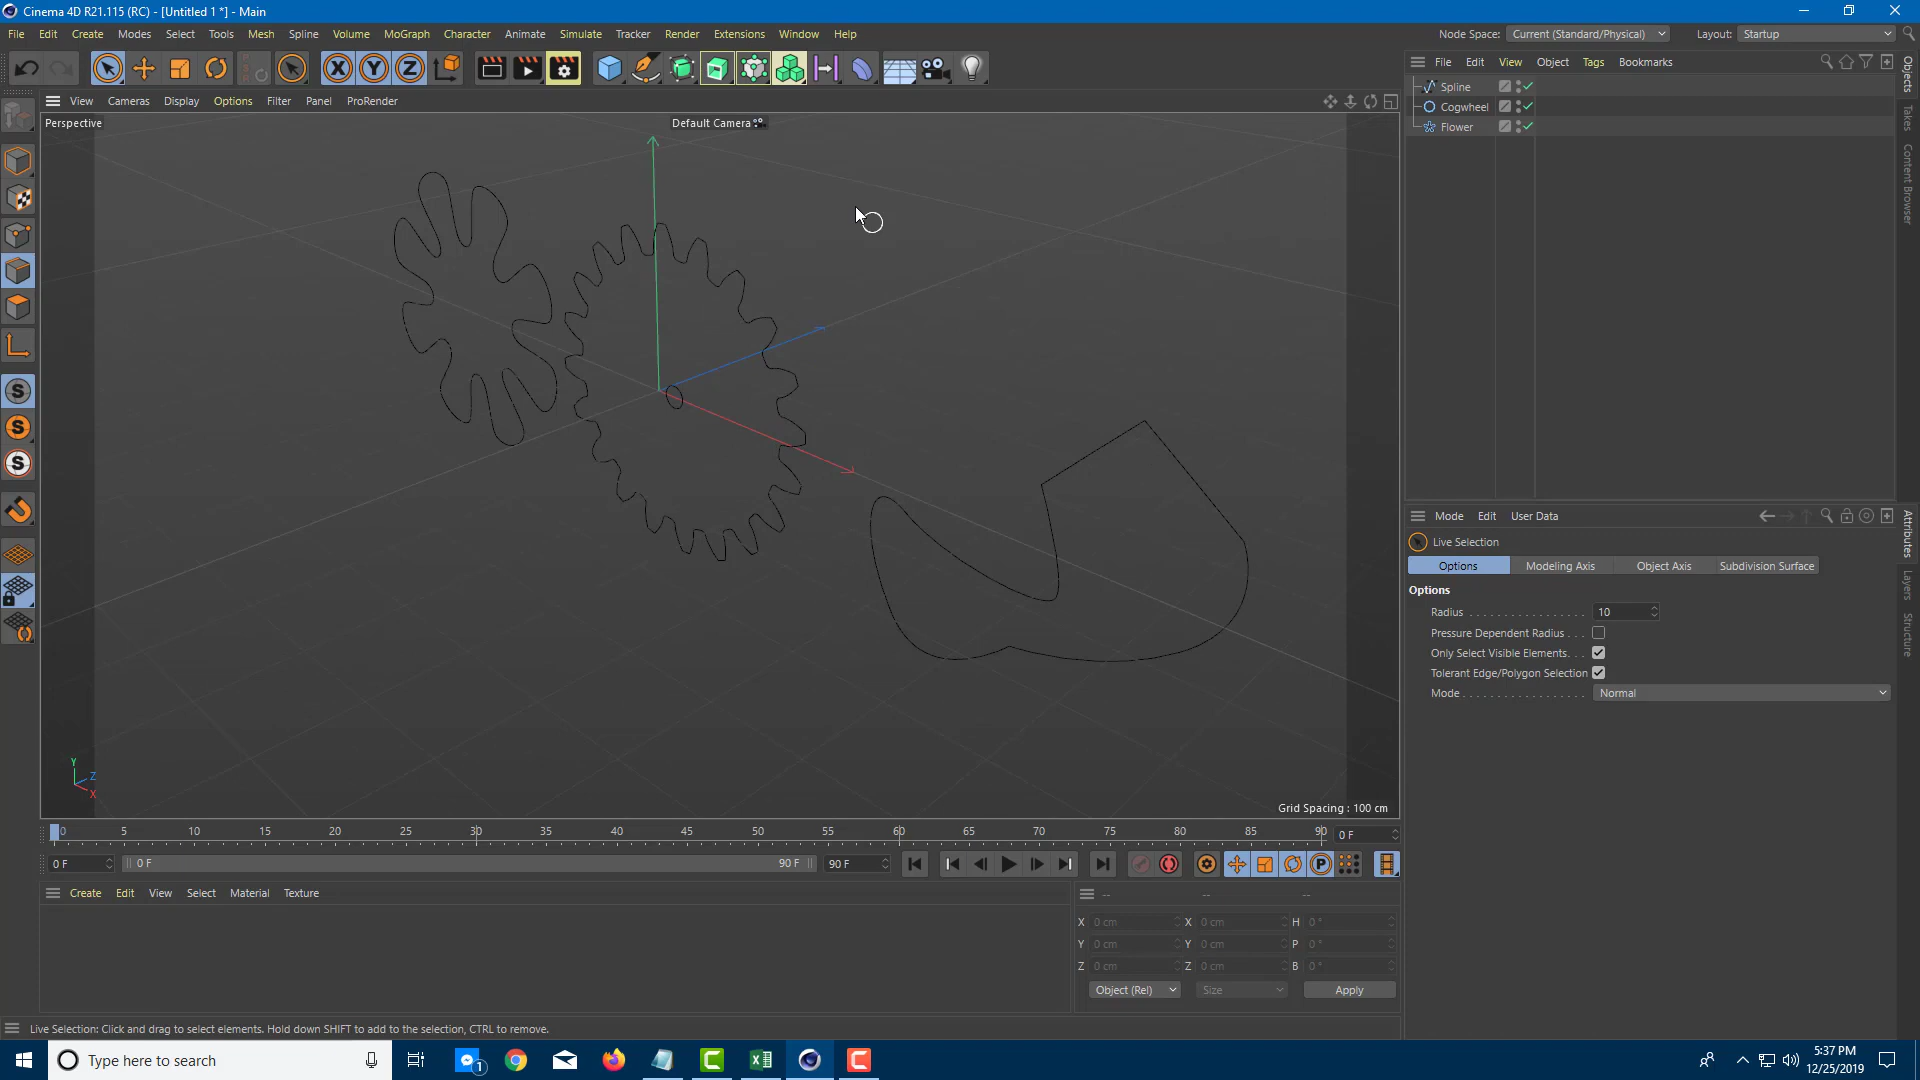 Cinema 4D R21.115 (RC) - [Untitled 1 *] - Main
File Edit Create Modes Select Tools Mesh Spline Volume MoGraph Character Animate Simulate Tracker Render Extensions Window Help
Node Space: Current (Standard/Physical) Layout: Startup
X Y Z
File Edit View Object Tags Bookmarks
View Cameras Display Options Filter Panel ProRender
Spline
Cogwheel
Flower
Objects
Takes
Content Browser
Perspective
Default Camera
Y
Z
X
Grid Spacing : 100 cm
S
S
S
Mode Edit User Data
Live Selection
Options Modeling Axis Object Axis Subdivision Surface
Options
Radius 10
Pressure Dependent Radius
Only Select Visible Elements
Tolerant Edge/Polygon Selection
Mode Normal
Attributes
Layers
Structure
0 5 10 15 20 25 30 35 40 45 50 55 60 65 70 75 80 85 90 0 F
0 F 0 F 90 F 90 F P
Create Edit View Select Material Texture
-- -- --
X 0 cm X 0 cm H 0 °
Y 0 cm Y 0 cm P 0 °
Z 0 cm Z 0 cm B 0 °
Object (Rel) Size Apply
Live Selection: Click and drag to select elements. Hold down SHIFT to add to the selection, CTRL to remove.
Type here to search
1
5:37 PM
12/25/2019